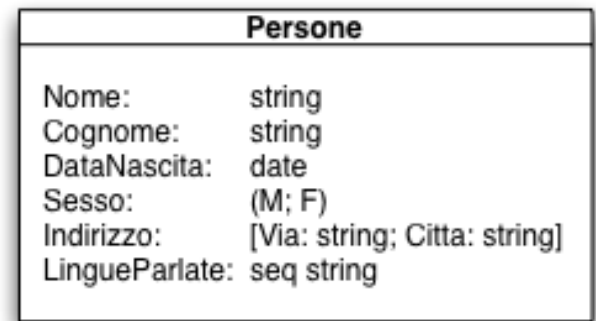 Persone
Nome: string
Cognome: string
DataNascita: date
Sesso: (M; F)
Indirizzo: [Via: string; Citta: string]
LingueParlate: seq string